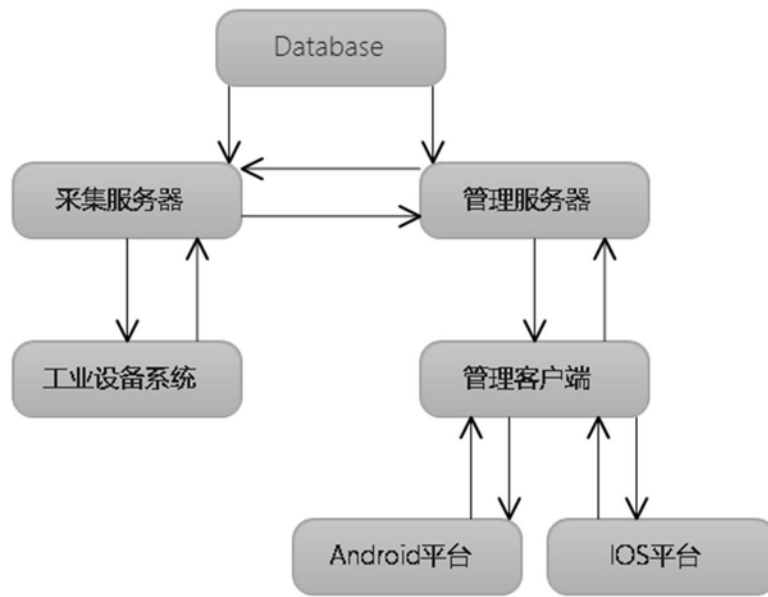 Database
采集服务器
管理服务器
工业设备系统
管理客户端
Android平台
IOS平台